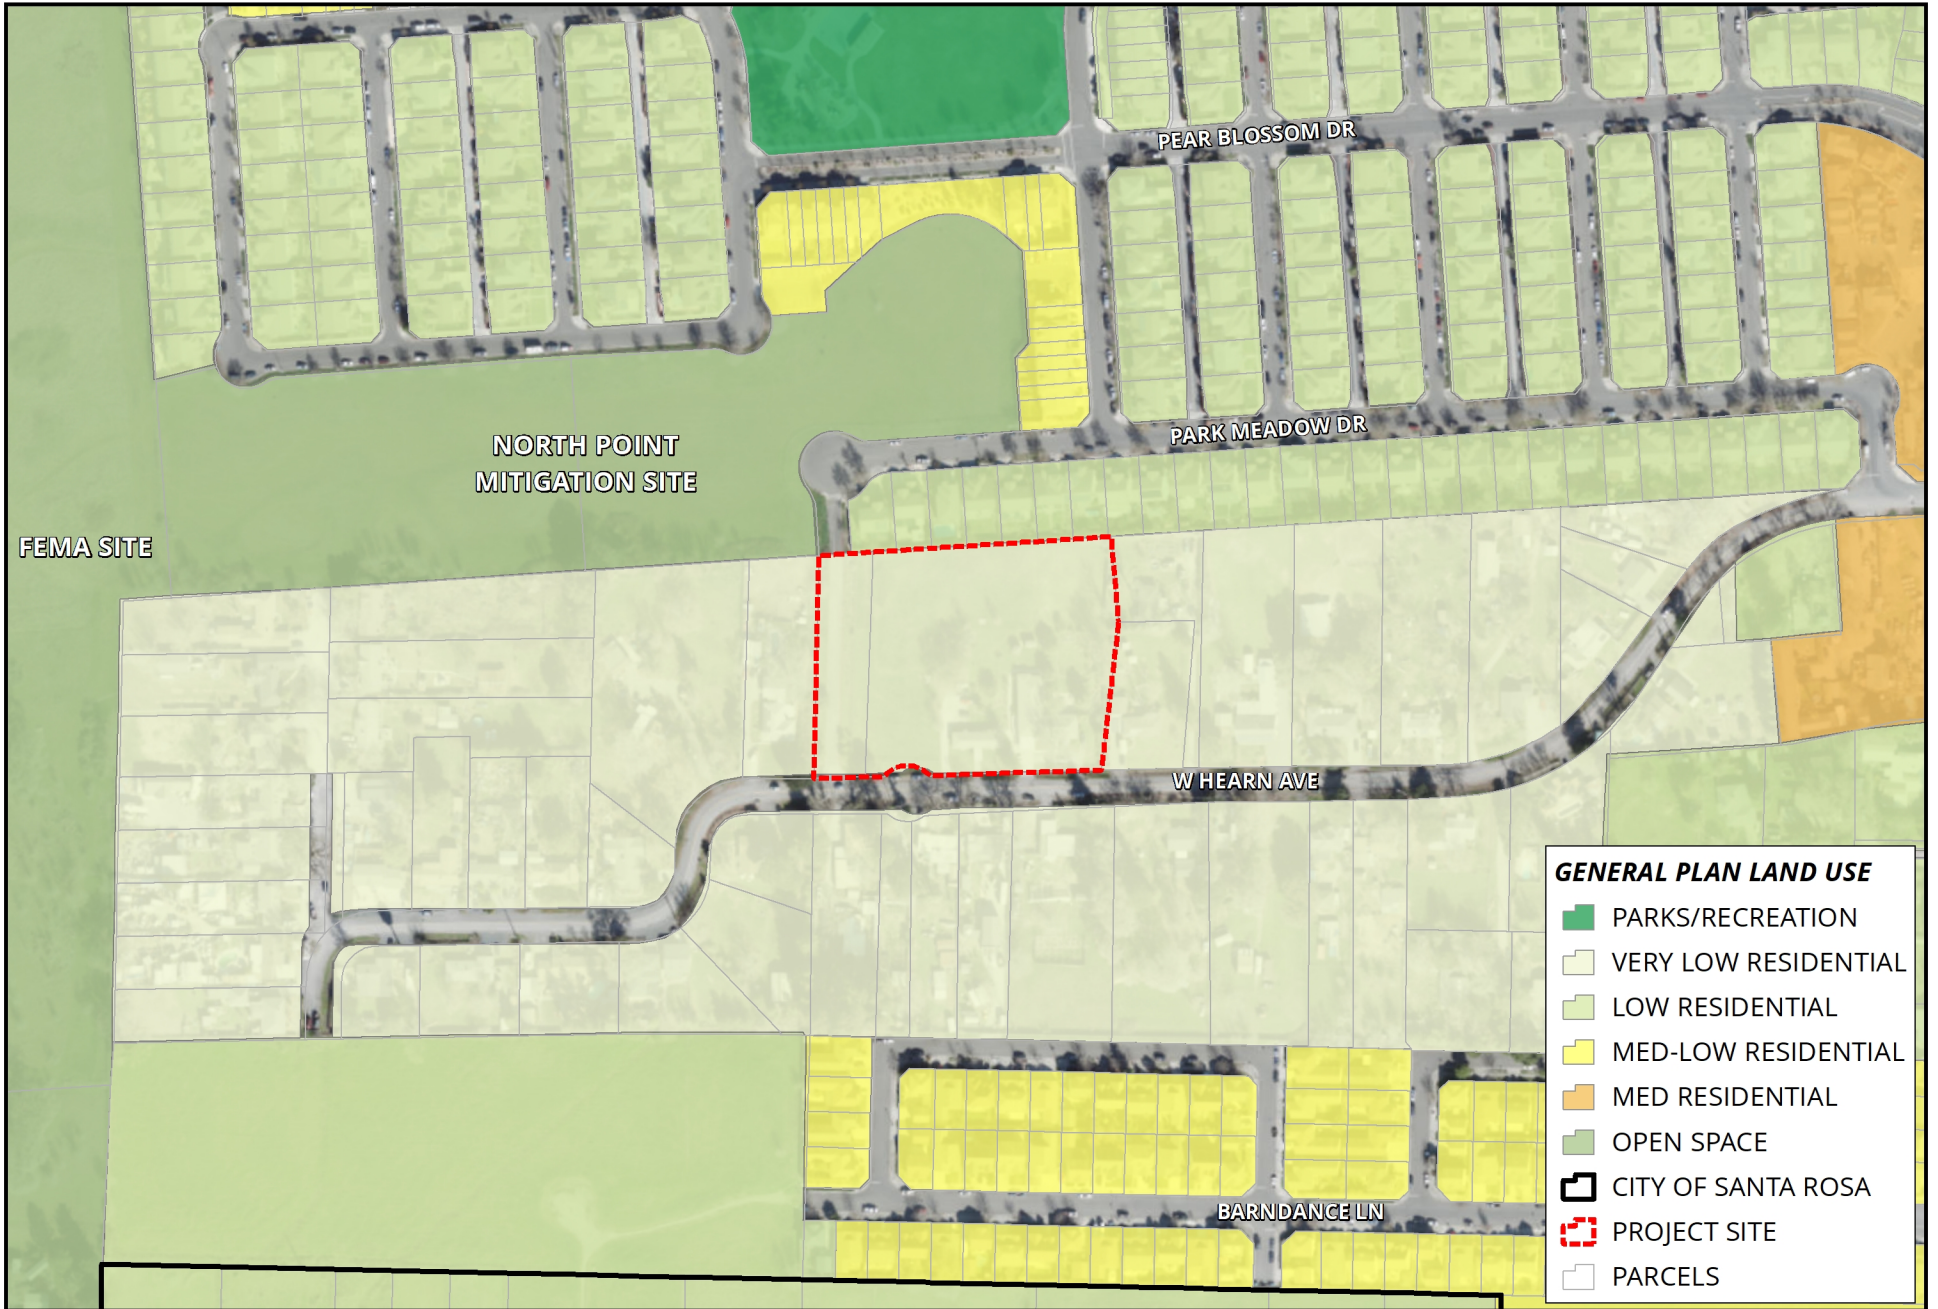 PEAR BLOSSOM DR
PARK MEADOW DR
NORTH POINT
MITIGATION SITE
FEMA SITE
W HEARN AVE
BARNDANCE LN
GENERAL PLAN LAND USE
PARKS/RECREATION
VERY LOW RESIDENTIAL
LOW RESIDENTIAL
MED-LOW RESIDENTIAL
MED RESIDENTIAL
OPEN SPACE
CITY OF SANTA ROSA
PROJECT SITE
PARCELS